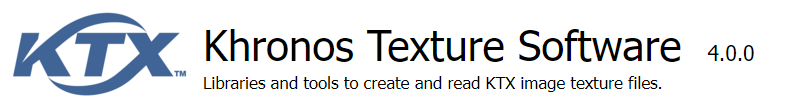 KTX™ Khronos Texture Software 4.0.0
Libraries and tools to create and read KTX image texture files.